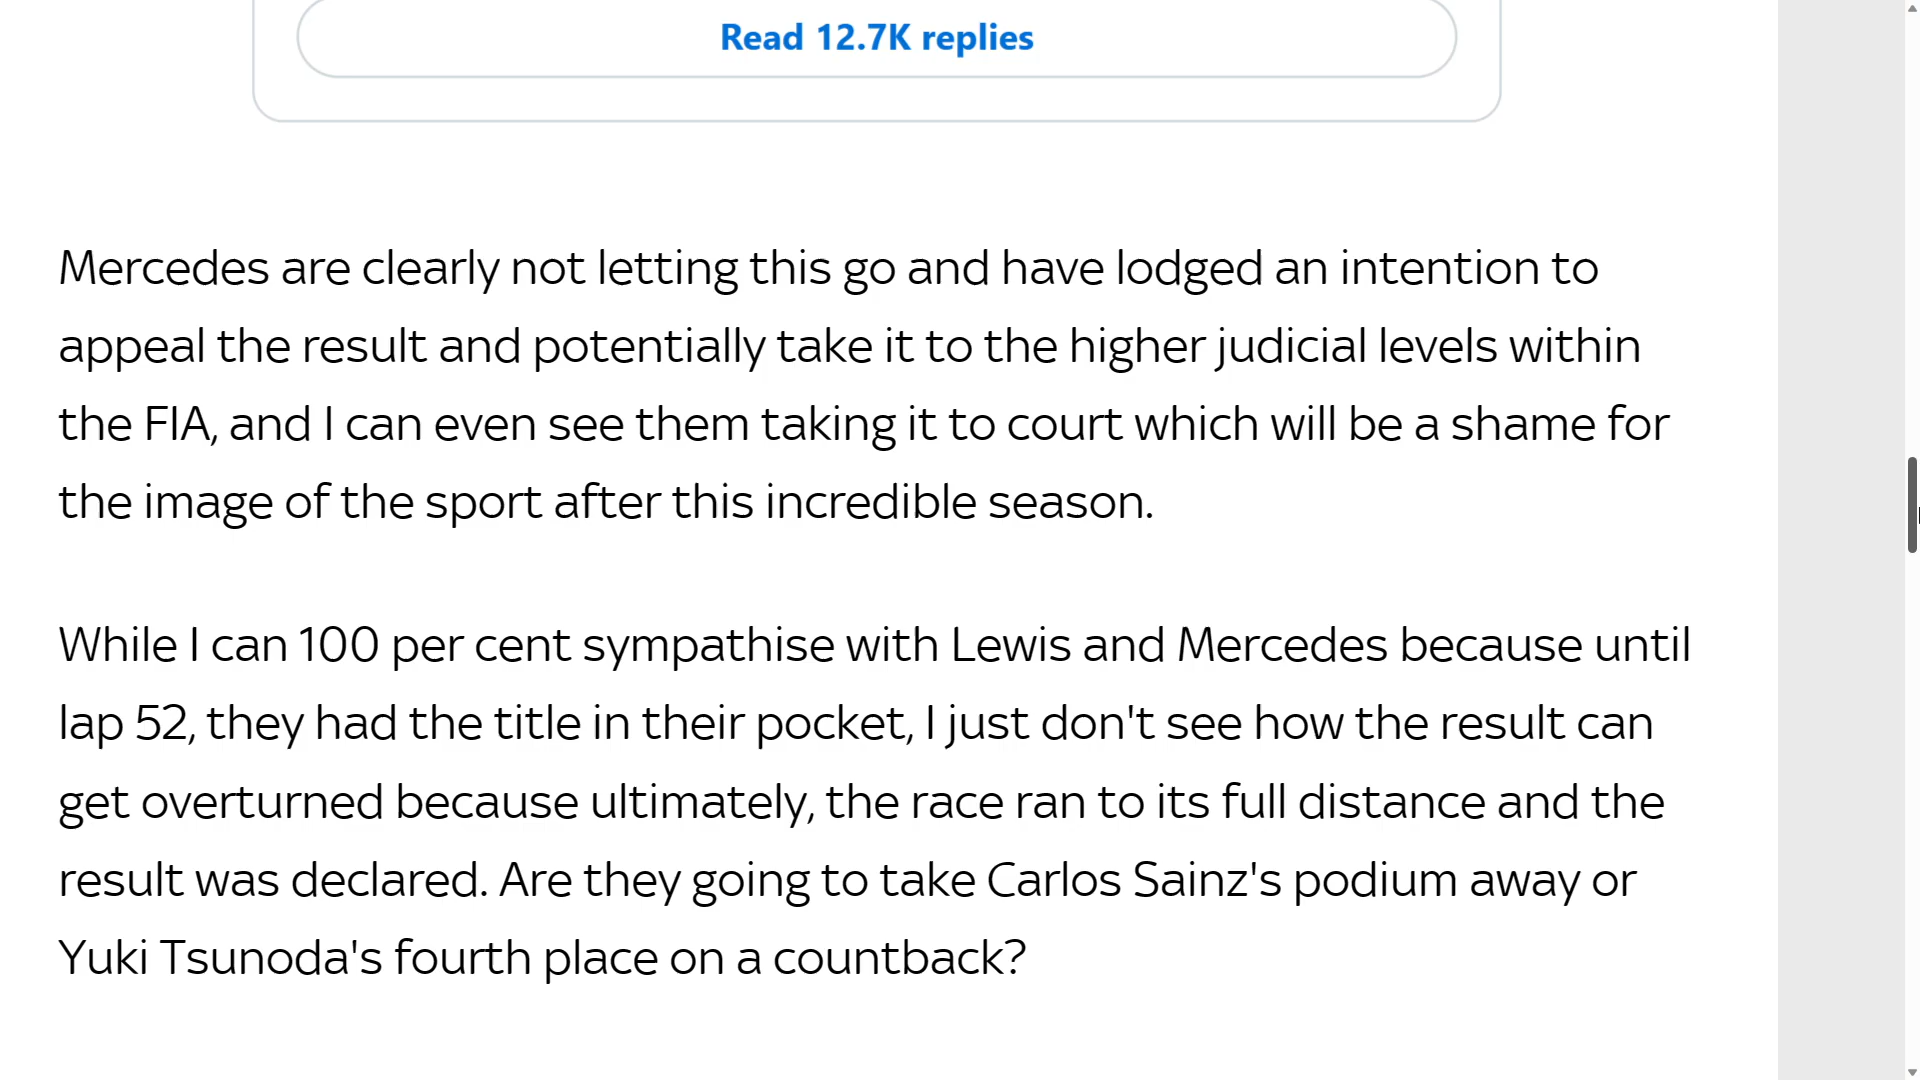 Read 12.7K replies
Mercedes are clearly not letting this go and have lodged an intention to
appeal the result and potentially take it to the higher judicial levels within
the FIA, and I can even see them taking it to court which will be a shame for
the image of the sport after this incredible season.
While I can 100 per cent sympathise with Lewis and Mercedes because until
lap 52, they had the title in their pocket, I just don't see how the result can
get overturned because ultimately, the race ran to its full distance and the
result was declared. Are they going to take Carlos Sainz's podium away or
Yuki Tsunoda's fourth place on a countback?